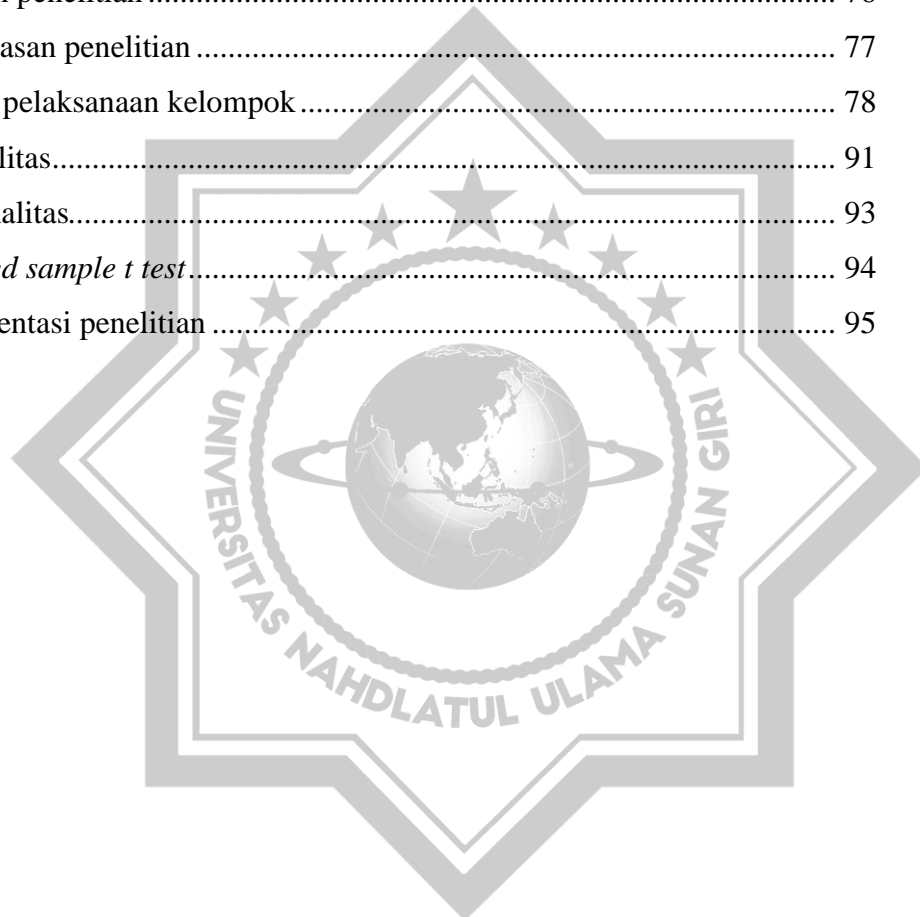 penelitian ........ 76
asan penelitian ........ 77
pelaksanaan kelompok ........ 78
litas ........ 91
alitas ........ 93
ed sample t test ........ 94
entasi penelitian ........ 95
UNIVERSITAS NAHDLATUL ULAMA SUNAN GIRI